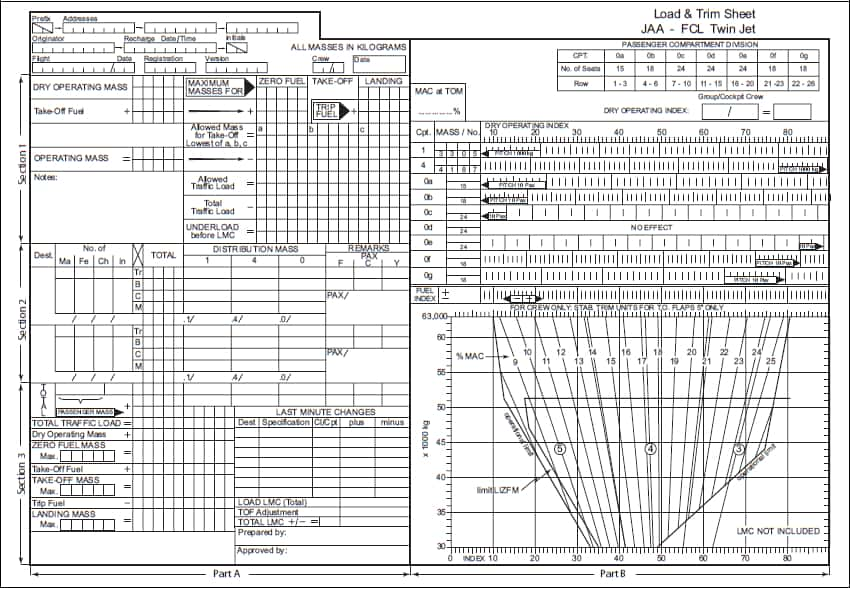 Load & Trim Sheet
JAA - FCL Twin Jet
Prefix Addresses
Originator Recharge Date/Time Initials
ALL MASSES IN KILOGRAMS
Flight / Date Registration Version Crew Date
PASSENGER COMPARTMENT DIVISION
CPT. 0a 0b 0c 0d 0e 0f 0g
No. of Seats 15 18 24 24 24 18 18
Row 1 - 3 4 - 6 7 - 10 11 - 15 16 - 20 21 -23 22 - 26
Group/Cockpit Crew
DRY OPERATING INDEX: / =
Section 1
DRY OPERATING MASS MAXIMUM MASSES FOR ZERO FUEL TAKE-OFF LANDING
Take-Off Fuel + + TRIP FUEL +
Allowed Mass for Take-Off Lowest of a, b, c = a b c
OPERATING MASS = -
Notes:
Allowed Traffic Load =
Total Traffic Load -
UNDERLOAD before LMC =
Section 2
Dest. No. of TOTAL DISTRIBUTION MASS REMARKS
Ma Fe Ch In 1 4 0 PAX
F C Y
Tr
B
C PAX/
M
/ / / .1/ .4/ .0/
Tr
B
C PAX/
M
/ / / .1/ .4/ .0/
Section 3
TOTAL
PASSENGER MASS +
TOTAL TRAFFIC LOAD =
Dry Operating Mass +
ZERO FUEL MASS
Max. =
Take-Off Fuel +
TAKE-OFF MASS
Max. =
Trip Fuel -
LANDING MASS
Max. =
LAST MINUTE CHANGES
Dest Specification Cl/Cpt plus minus
LOAD LMC (Total)
TOF Adjustment
TOTAL LMC +/- =
Prepared by:
Approved by:
Part A
MAC at TOM
............%
Cpt. MASS / No. DRY OPERATING INDEX
10 20 30 40 50 60 70 80
1 3 3 0 5 PITCH 1000 kg
4 4 1 8 7 PITCH 1000 kg
0a 15 PITCH 10 Pax
0b 18 PITCH 10 Pax
0c 24 10 Pax
0d 24 NO EFFECT
0e 24 10 Pax
0f 18 PITCH 10 Pax
0g 18 PITCH 10 Pax
FUEL INDEX ± - +
FOR CREW ONLY: STAB. TRIM UNITS FOR T.O. FLAPS 5° ONLY
63,000
60
55
50
45
40
35
30
x 1000 kg
% MAC 9 10 11 12 13 14 15 16 17 18 19 20 21 22 23 24 25
operational limit
5 4 3
operational limit
limit LIZFM
LMC NOT INCLUDED
0 INDEX 10 20 30 40 50 60 70 80
Part B